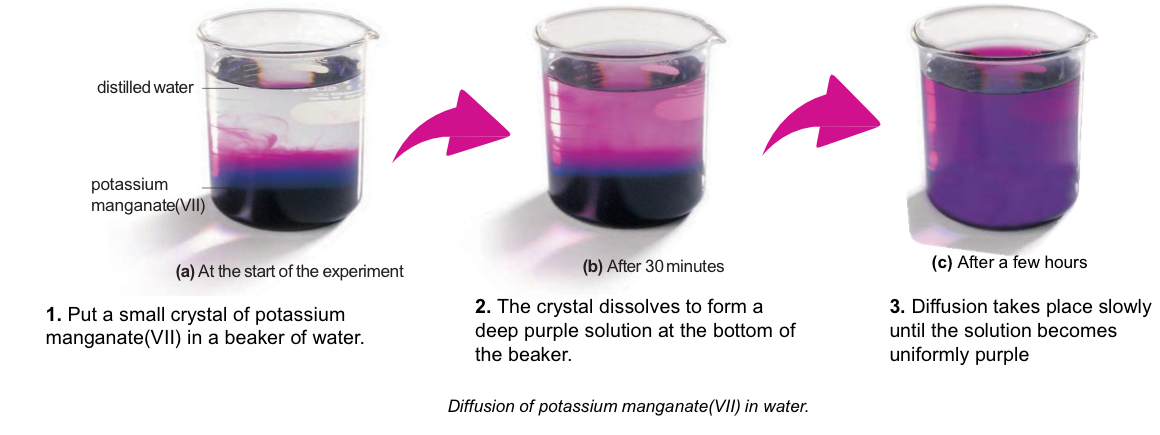 distilled water
potassium
manganate(VII)
(a) At the start of the experiment
(b) After 30 minutes
(c) After a few hours
1. Put a small crystal of potassium
manganate(VII) in a beaker of water.
2. The crystal dissolves to form a
deep purple solution at the bottom of
the beaker.
3. Diffusion takes place slowly
until the solution becomes
uniformly purple
Diffusion of potassium manganate(VII) in water.